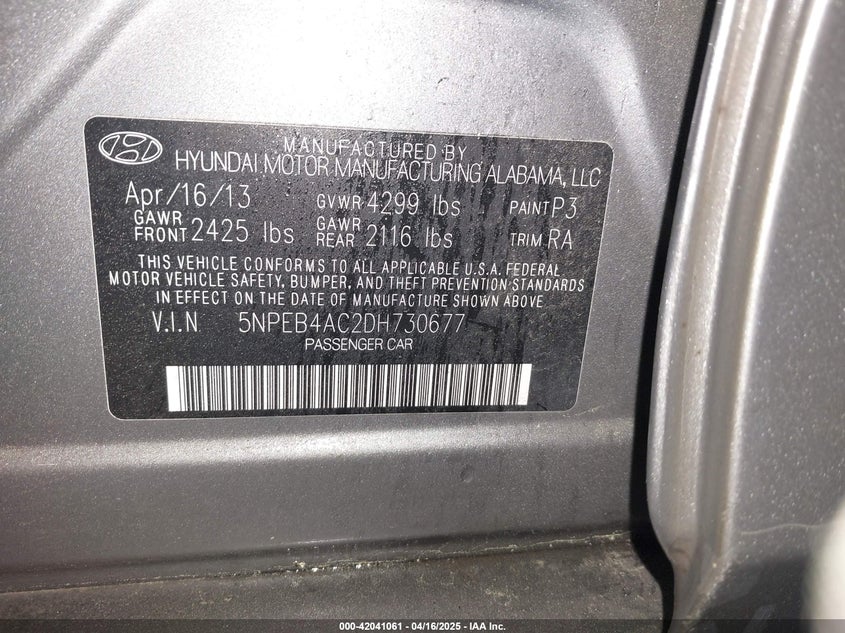 MANUFACTURED BY
HYUNDAI MOTOR MANUFACTURING ALABAMA, LLC
Apr/16/13 GVWR 4299 lbs PAINT P3
GAWR FRONT 2425 lbs GAWR REAR 2116 lbs TRIM RA
THIS VEHICLE CONFORMS TO ALL APPLICABLE U.S.A. FEDERAL
MOTOR VEHICLE SAFETY, BUMPER, AND THEFT PREVENTION STANDARDS
IN EFFECT ON THE DATE OF MANUFACTURE SHOWN ABOVE.
V.I.N 5NPEB4AC2DH730677
PASSENGER CAR
000-42041061 - 04/16/2025 - IAA Inc.